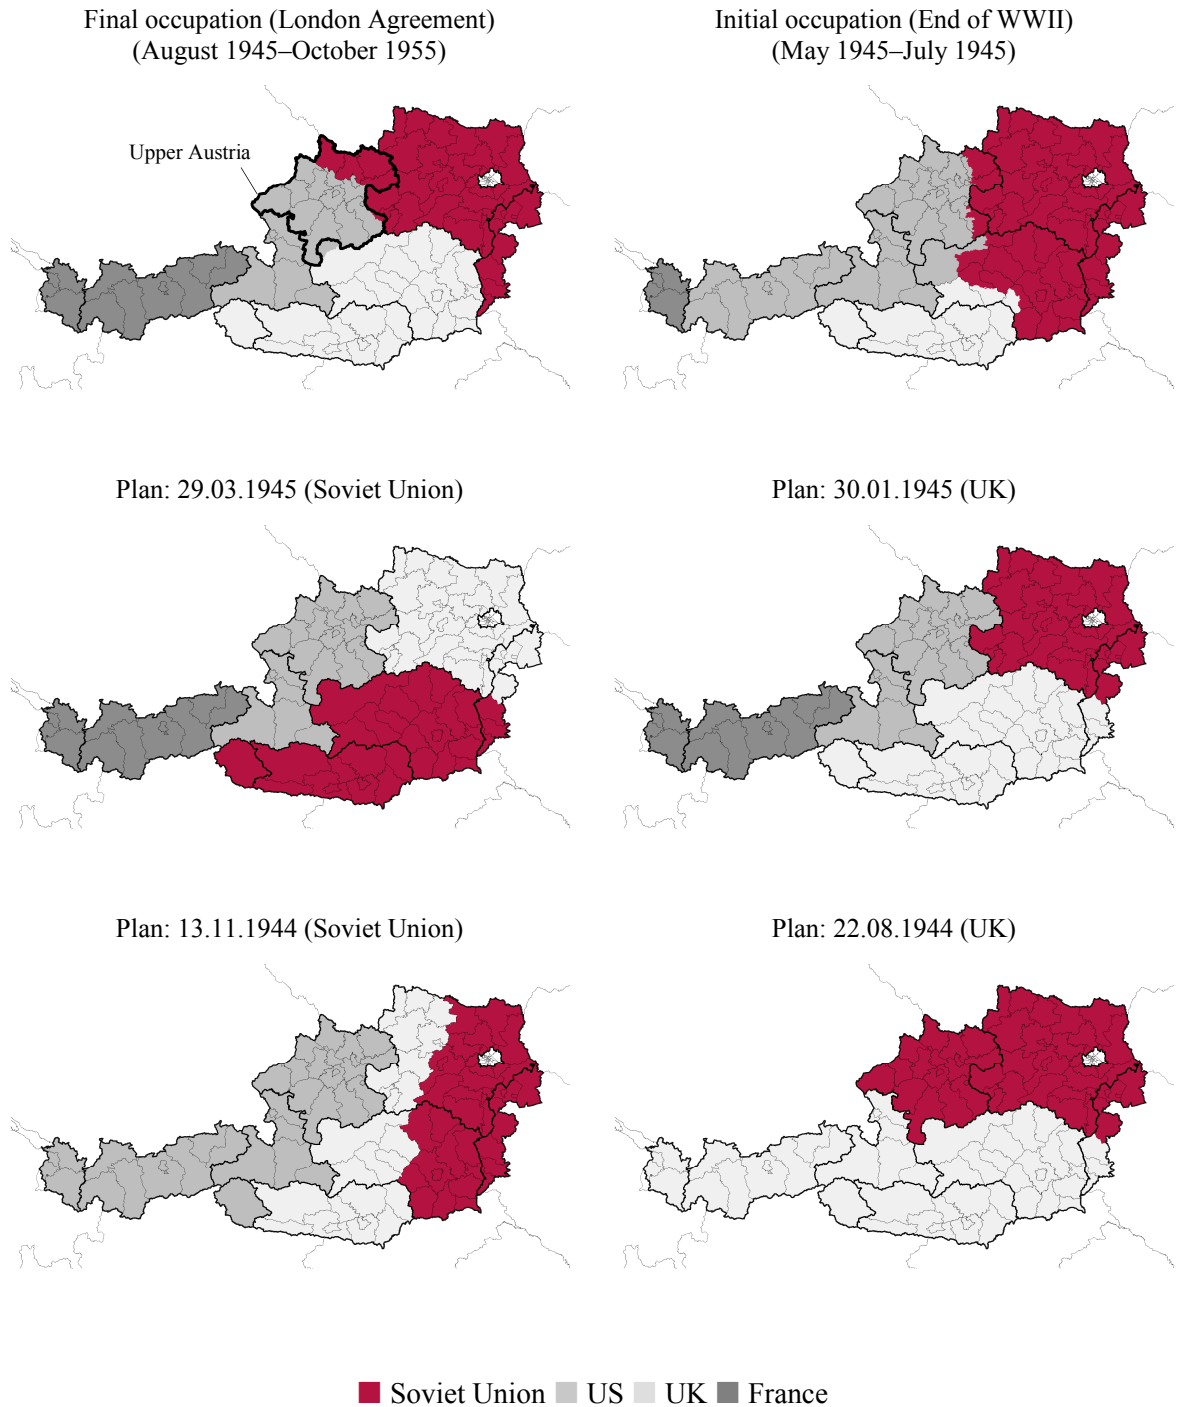 Final occupation (London Agreement)
(August 1945–October 1955)
Initial occupation (End of WWII)
(May 1945–July 1945)
Upper Austria
Plan: 29.03.1945 (Soviet Union)
Plan: 30.01.1945 (UK)
Plan: 13.11.1944 (Soviet Union)
Plan: 22.08.1944 (UK)
Soviet Union US UK France